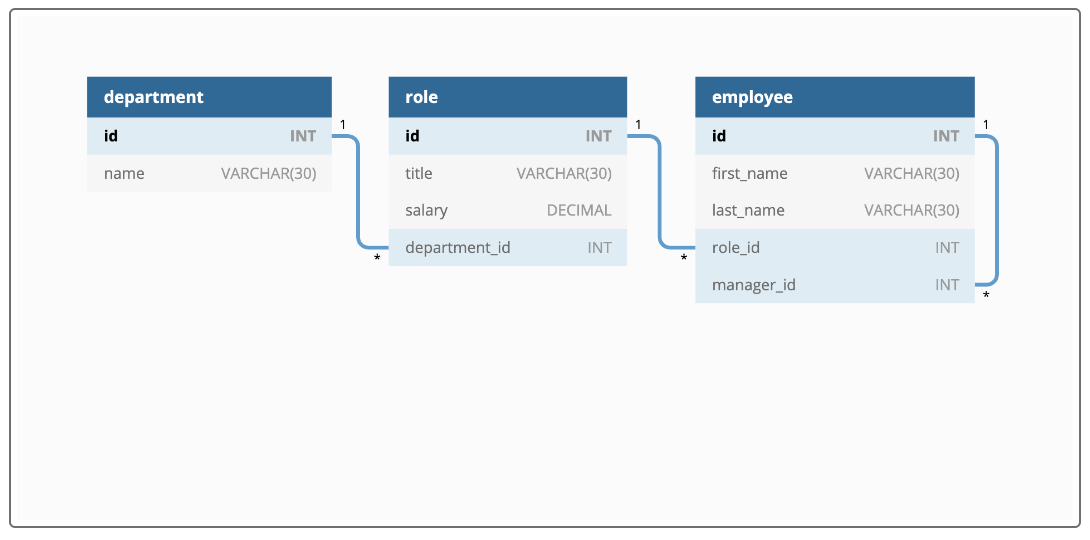 department
id INT
name VARCHAR(30)
1
*
role
id INT
title VARCHAR(30)
salary DECIMAL
department_id INT
1
*
employee
id INT
first_name VARCHAR(30)
last_name VARCHAR(30)
role_id INT
manager_id INT
1
*